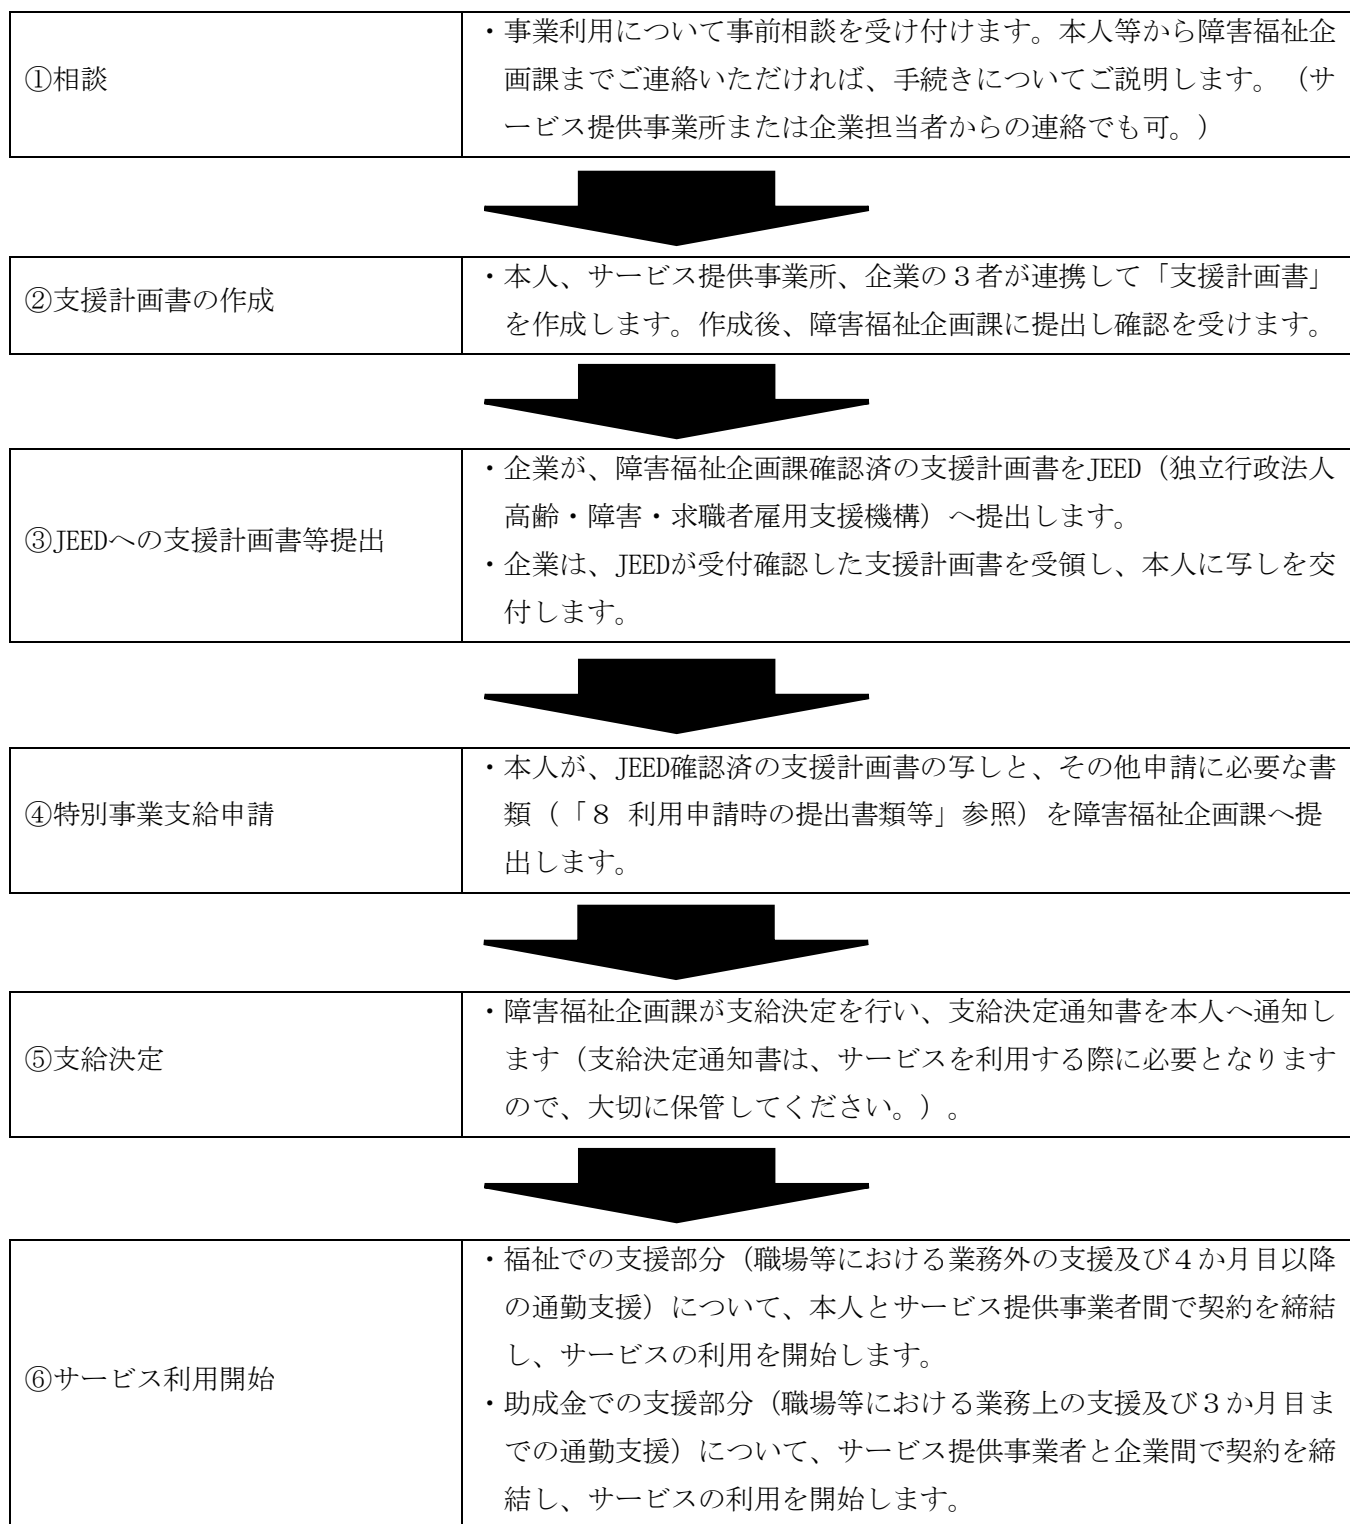 ①相談
・事業利用について事前相談を受け付けます。本人等から障害福祉企
画課までご連絡いただければ、手続きについてご説明します。（サ
ービス提供事業所または企業担当者からの連絡でも可。）
②支援計画書の作成
・本人、サービス提供事業所、企業の３者が連携して「支援計画書」
を作成します。作成後、障害福祉企画課に提出し確認を受けます。
③JEEDへの支援計画書等提出
・企業が、障害福祉企画課確認済の支援計画書をJEED（独立行政法人
高齢・障害・求職者雇用支援機構）へ提出します。
・企業は、JEEDが受付確認した支援計画書を受領し、本人に写しを交
付します。
④特別事業支給申請
・本人が、JEED確認済の支援計画書の写しと、その他申請に必要な書
類（「８ 利用申請時の提出書類等」参照）を障害福祉企画課へ提
出します。
⑤支給決定
・障害福祉企画課が支給決定を行い、支給決定通知書を本人へ通知し
ます（支給決定通知書は、サービスを利用する際に必要となります
ので、大切に保管してください。）。
⑥サービス利用開始
・福祉での支援部分（職場等における業務外の支援及び４か月目以降
の通勤支援）について、本人とサービス提供事業者間で契約を締結
し、サービスの利用を開始します。
・助成金での支援部分（職場等における業務上の支援及び３か月目ま
での通勤支援）について、サービス提供事業者と企業間で契約を締
結し、サービスの利用を開始します。